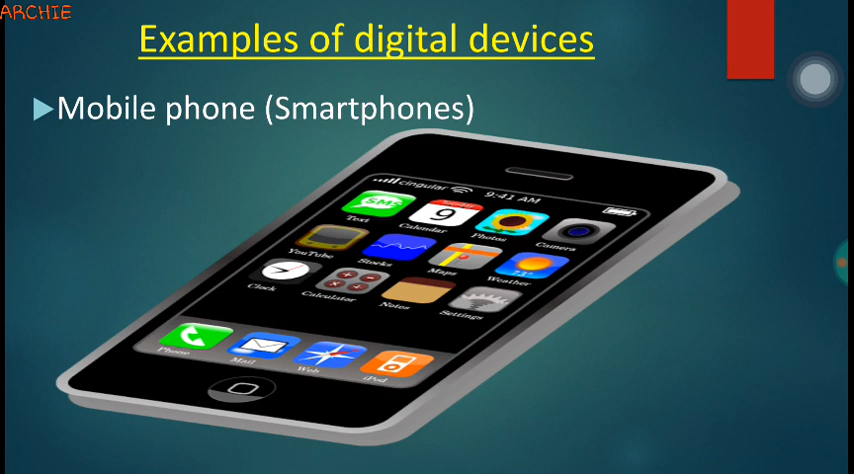 ARCHIE
Examples of digital devices
Mobile phone (Smartphones)
cingular 9:41 AM
SMS
9
Text Calendar Photos Camera
73°
YouTube Stocks Maps Weather
Clock Calculator Notes Settings
Phone Mail Web iPod